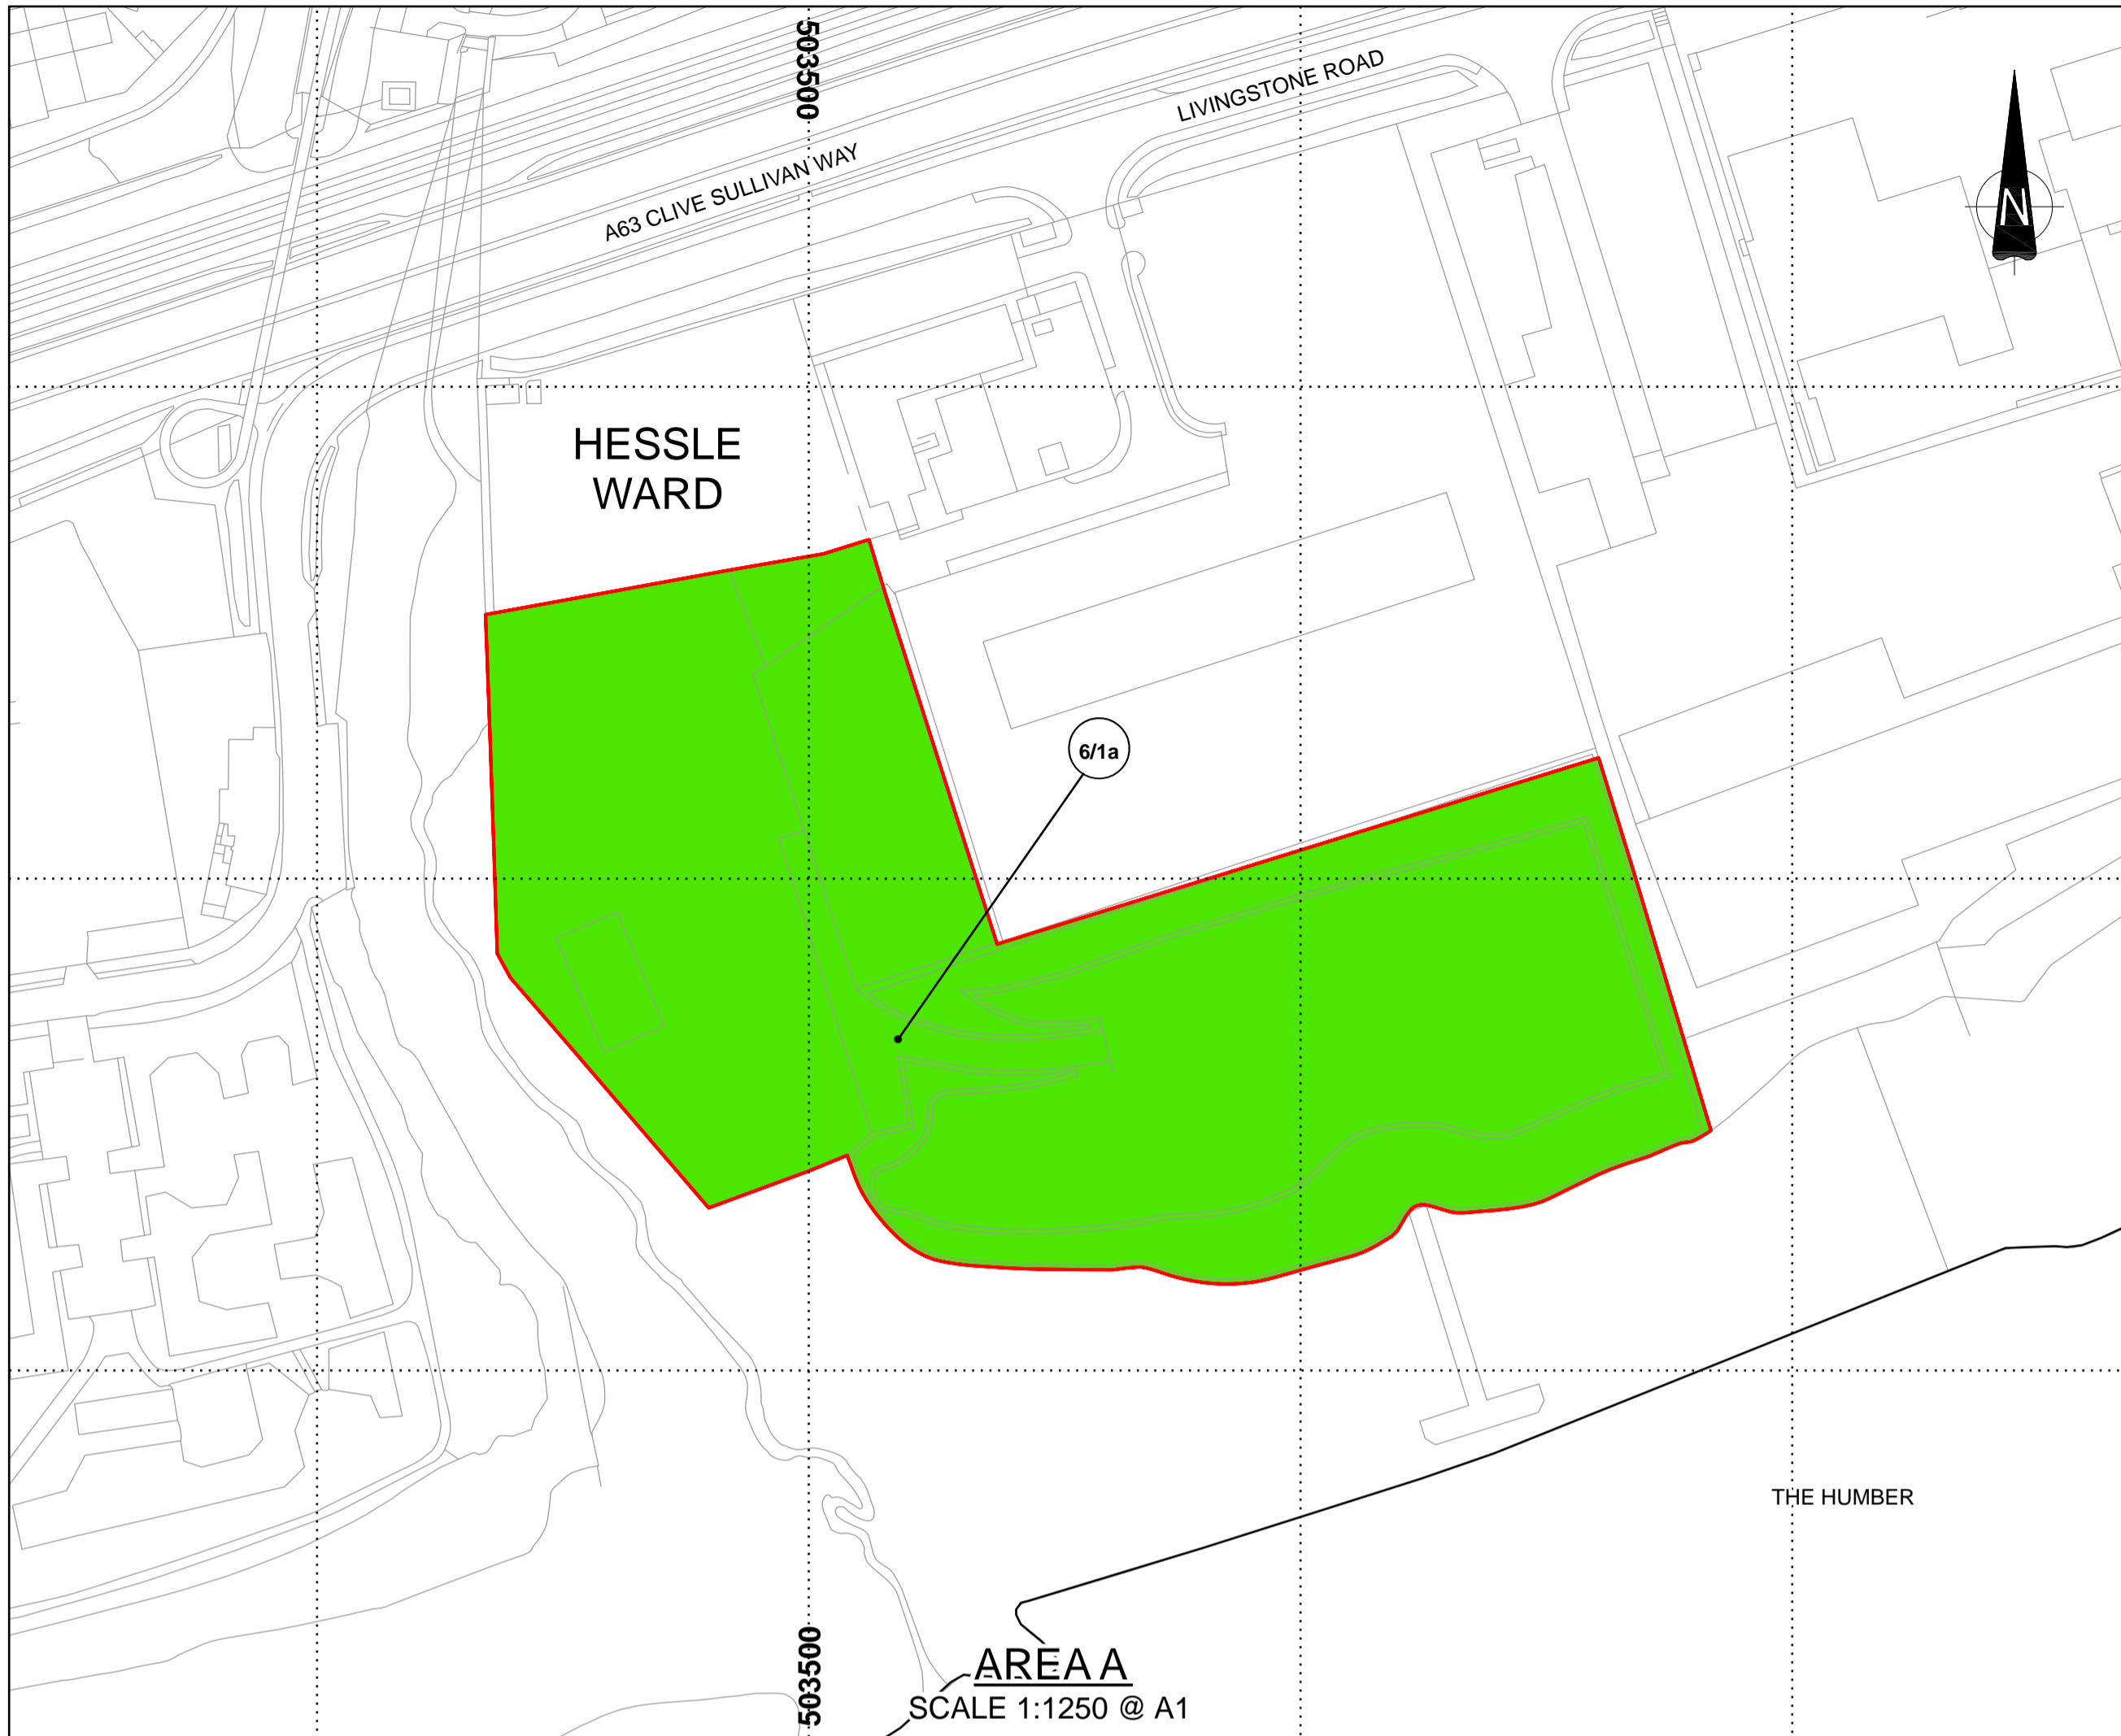 503500
LIVINGSTONE ROAD
A63 CLIVE SULLIVAN WAY
N
HESSLE
WARD
6/1a
THE HUMBER
503500
AREA A
SCALE 1:1250 @ A1